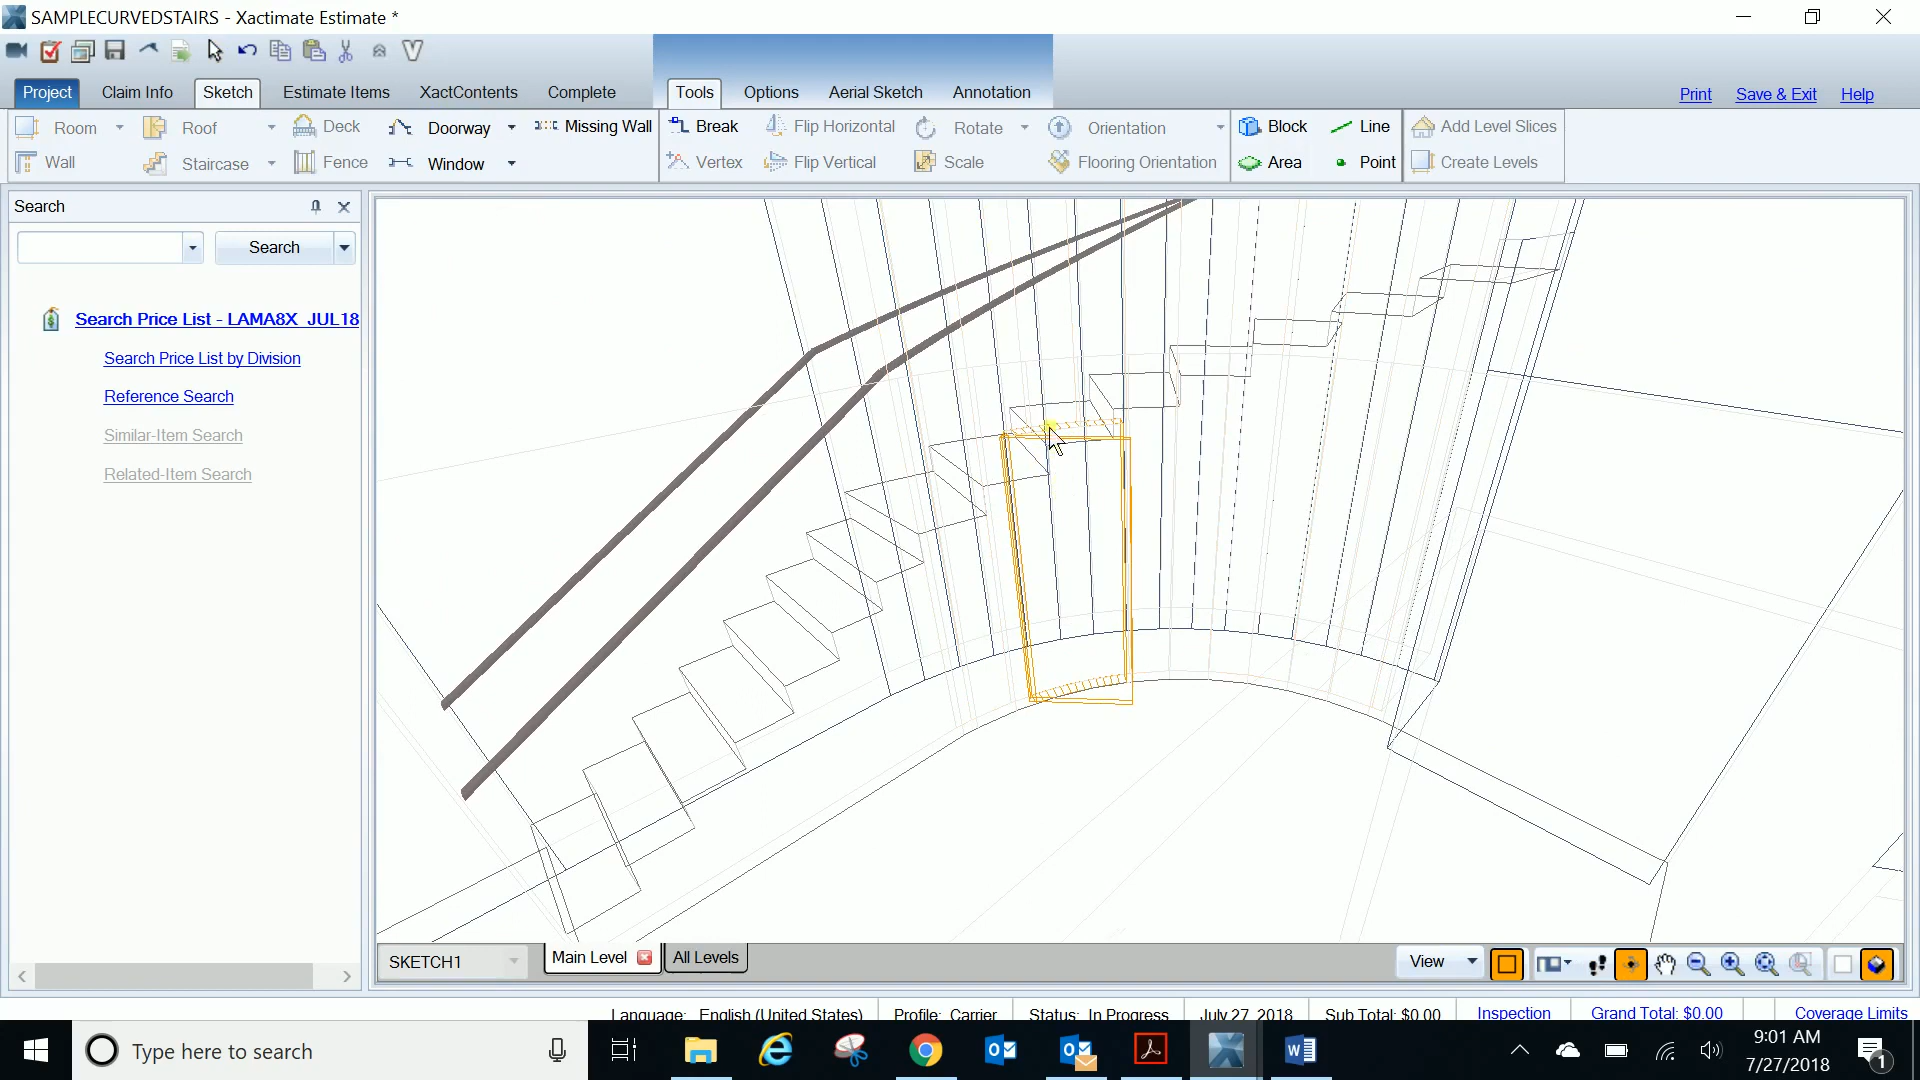 SAMPLECURVEDSTAIRS - Xactimate Estimate *
Project Claim Info Sketch Estimate Items XactContents Complete Tools Options Aerial Sketch Annotation Print Save & Exit Help
Room Roof Deck Doorway Missing Wall Break Flip Horizontal Rotate Orientation Block Line Add Level Slices
Wall Staircase Fence Window Vertex Flip Vertical Scale Flooring Orientation Area Point Create Levels
Search
Search
Search Price List - LAMA8X_JUL18
Search Price List by Division
Reference Search
Similar-Item Search
Related-Item Search
SKETCH1 Main Level All Levels View
Language: English (United States) Profile: Carrier Status: In Progress July 27, 2018 Sub Total: $0.00 Inspection Grand Total: $0.00 Coverage Limits
Type here to search
9:01 AM
7/27/2018
1